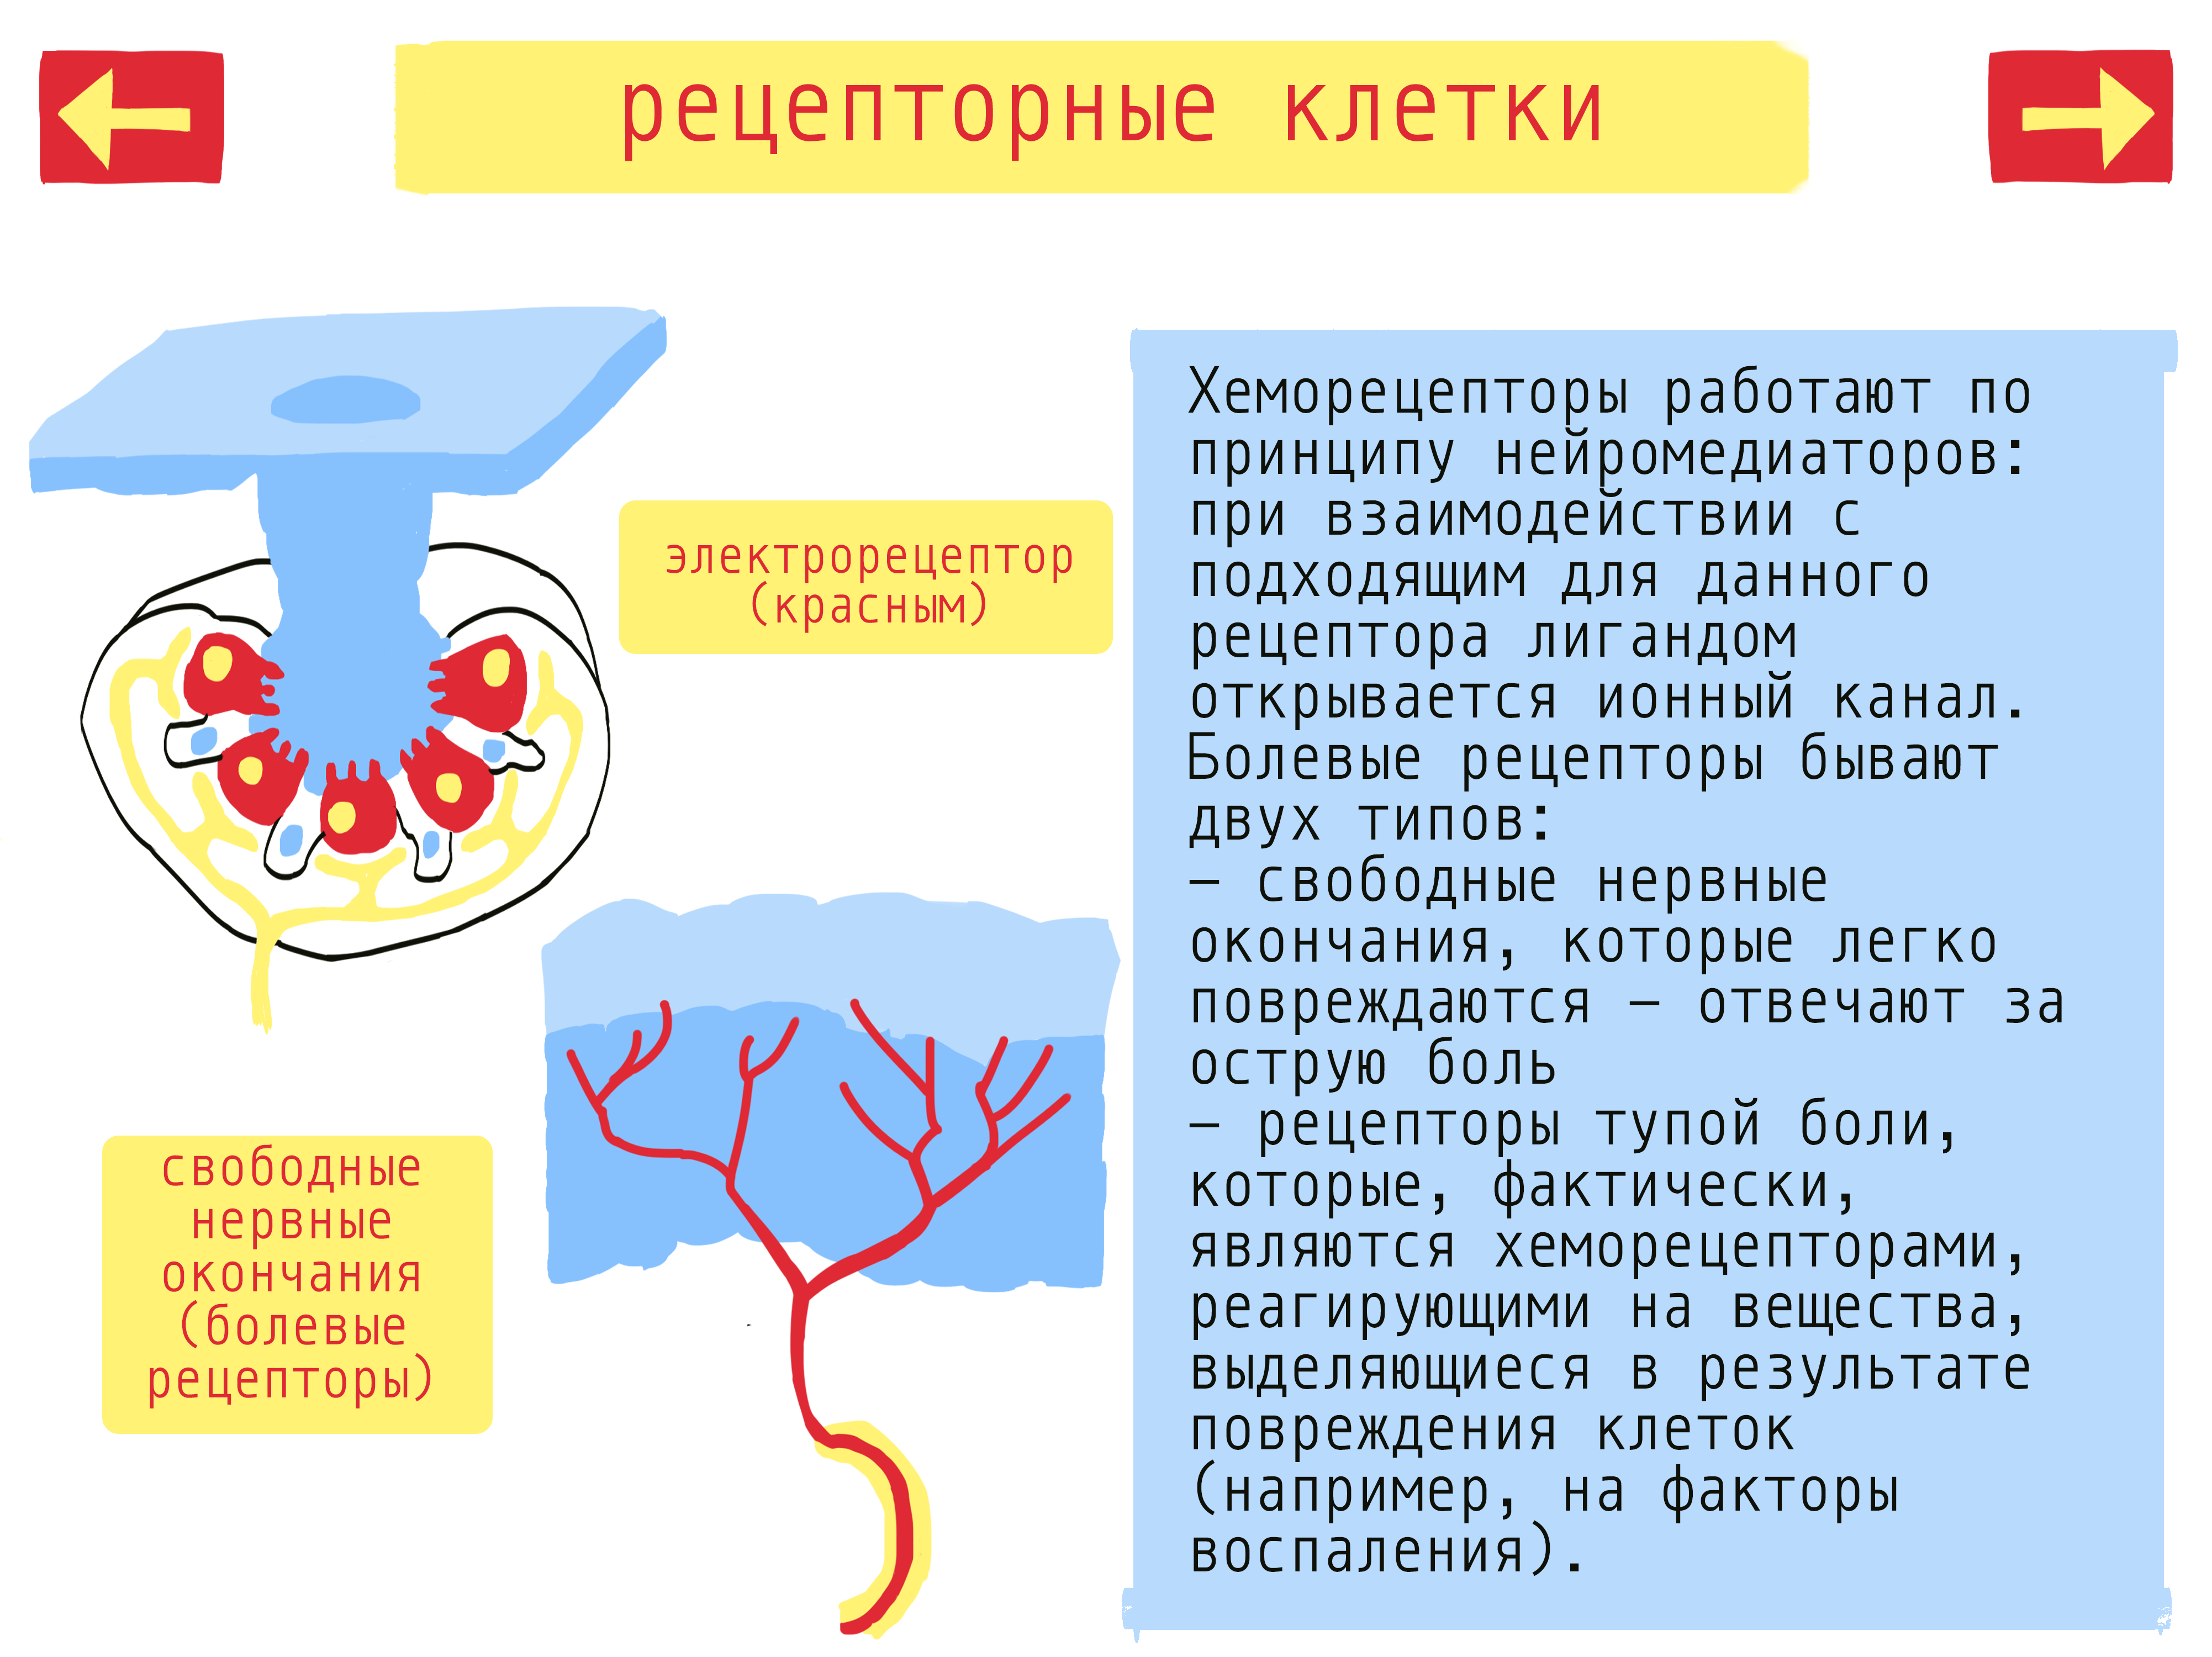 рецепторные клетки
электрорецептор
(красным)
свободные
нервные
окончания
(болевые
рецепторы)
Хеморецепторы работают по
принципу нейромедиаторов:
при взаимодействии с
подходящим для данного
рецептора лигандом
открывается ионный канал.
Болевые рецепторы бывают
двух типов:
— свободные нервные
окончания, которые легко
повреждаются — отвечают за
острую боль
— рецепторы тупой боли,
которые, фактически,
являются хеморецепторами,
реагирующими на вещества,
выделяющиеся в результате
повреждения клеток
(например, на факторы
воспаления).